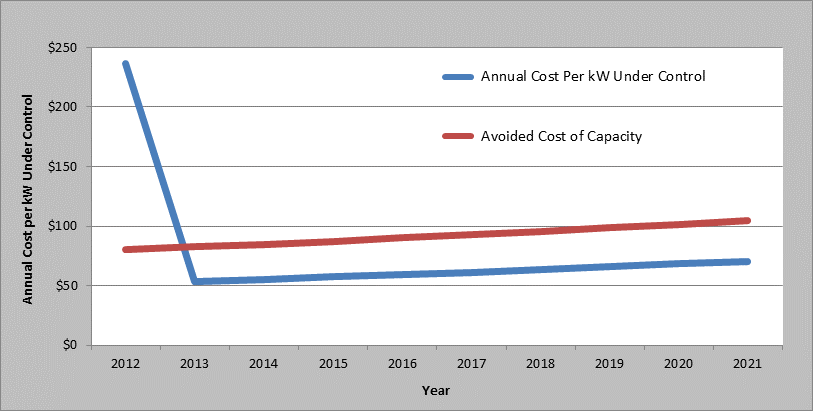 $250
$200
$150
$100
$50
$0
Annual Cost per kW Under Control
Annual Cost Per kW Under Control
Avoided Cost of Capacity
2012 2013 2014 2015 2016 2017 2018 2019 2020 2021
Year